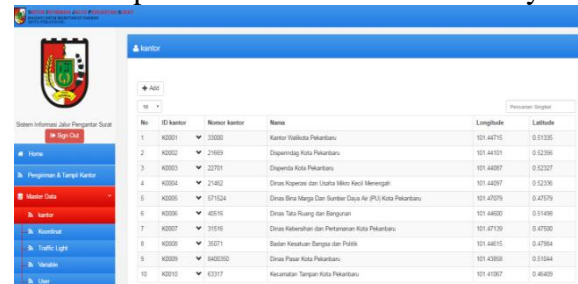 SISTEM INFORMASI JALUR PENGANTAR SURAT
kantor
Add
10
Pencarian Singkat
Sistem Informasi Jalur Pengantar Surat
Sign Out
Home
Pengiriman & Tampil Kantor
Master Data
kantor
Koordinat
Traffic Light
Variable
User
No ID kantor Nomor kantor Nama Longitude Latitude
1 K0001 33000 Kantor Walikota Pekanbaru 101.44715 0.51335
2 K0002 21669 Disperindag Kota Pekanbaru 101.44101 0.52356
3 K0003 22701 Dispenda Kota Pekanbaru 101.44087 0.52327
4 K0004 21462 Dinas Koperasi dan Usaha Mikro Kecil Menengah 101.44097 0.52336
5 K0005 571524 Dinas Bina Marga Dan Sumber Daya Air (PU) Kota Pekanbaru 101.47079 0.47579
6 K0006 40516 Dinas Tata Ruang dan Bangunan 101.44600 0.51498
7 K0007 31516 Dinas Kebersihan dan Pertamanan Kota Pekanbaru 101.47139 0.47500
8 K0008 35071 Badan Kesatuan Bangsa dan Politik 101.44615 0.47984
9 K0009 8400350 Dinas Pasar Kota Pekanbaru 101.43858 0.51044
10 K0010 63317 Kecamatan Tampan Kota Pekanbaru 101.41067 0.46409